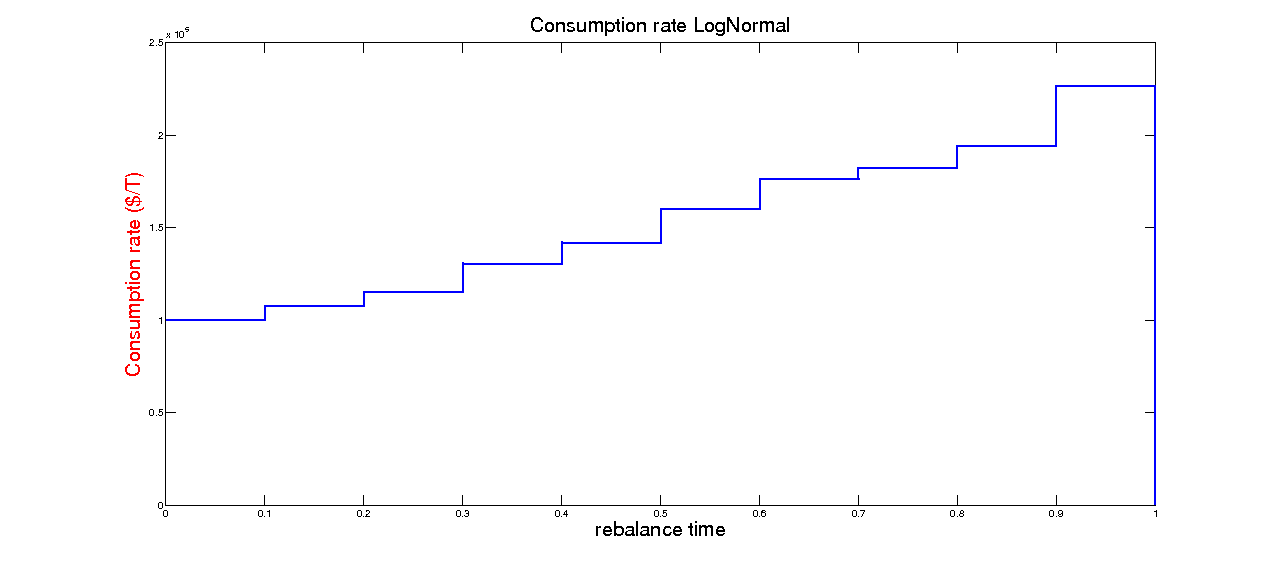 Consumption rate LogNormal
x 10^5
2.5
2
1.5
1
0.5
0
Consumption rate ($/T)
0 0.1 0.2 0.3 0.4 0.5 0.6 0.7 0.8 0.9 1
rebalance time